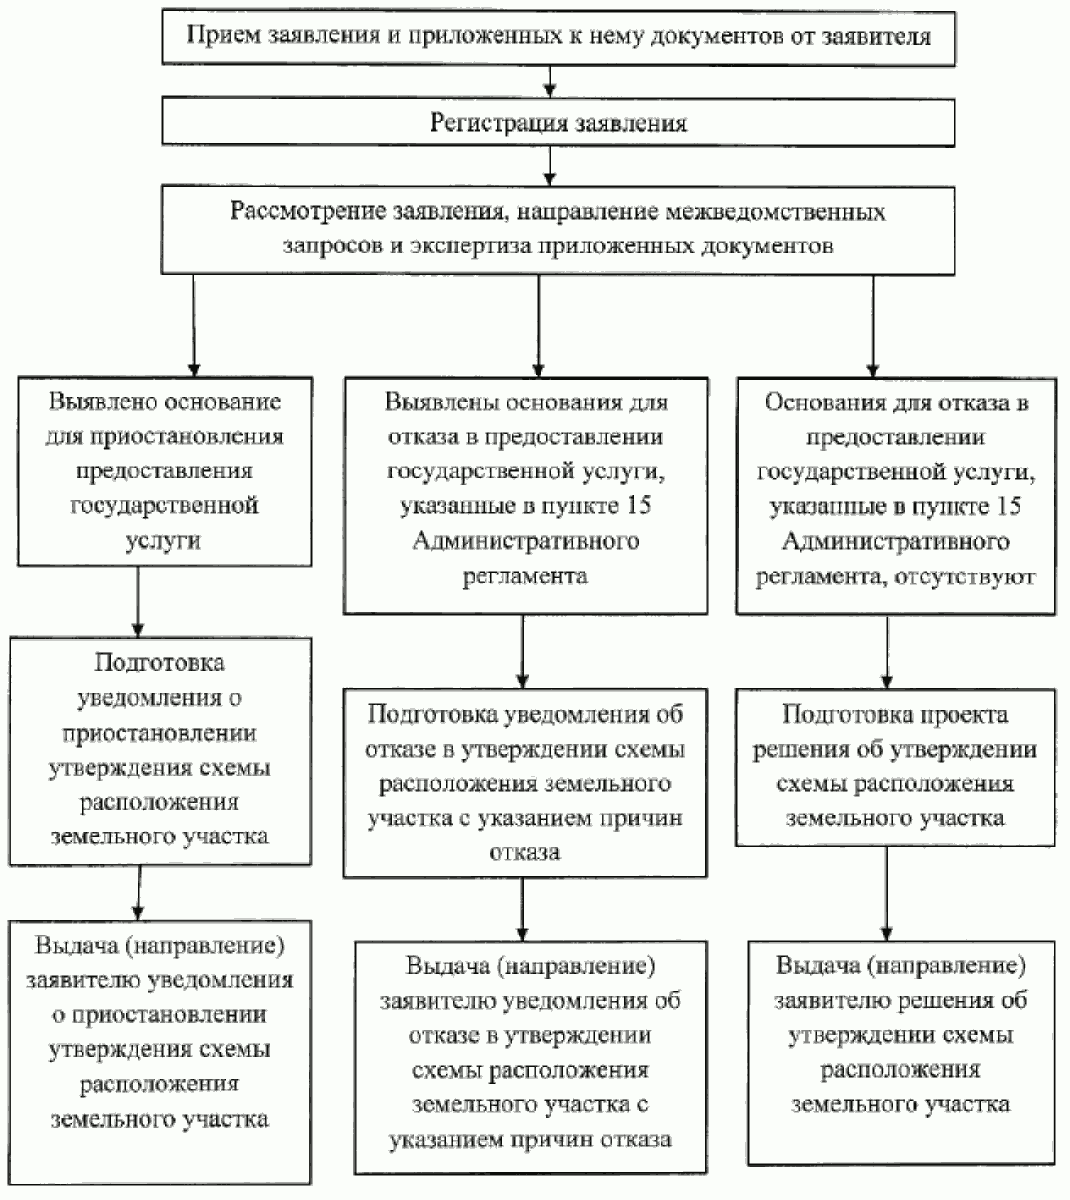 Прием заявления и приложенных к нему документов от заявителя
Регистрация заявления
Рассмотрение заявления, направление межведомственных
запросов и экспертиза приложенных документов
Выявлено основание
для приостановления
предоставления
государственной
услуги
Выявлены основания для
отказа в предоставлении
государственной услуги,
указанные в пункте 15
Административного
регламента
Основания для отказа в
предоставлении
государственной услуги,
указанные в пункте 15
Административного
регламента, отсутствуют
Подготовка
уведомления о
приостановлении
утверждения схемы
расположения
земельного участка
Подготовка уведомления об
отказе в утверждении схемы
расположения земельного
участка с указанием причин
отказа
Подготовка проекта
решения об утверждении
схемы расположения
земельного участка
Выдача (направление)
заявителю уведомления
о приостановлении
утверждения схемы
расположения
земельного участка
Выдача (направление)
заявителю уведомления об
отказе в утверждении
схемы расположения
земельного участка с
указанием причин отказа
Выдача (направление)
заявителю решения об
утверждении схемы
расположения
земельного участка